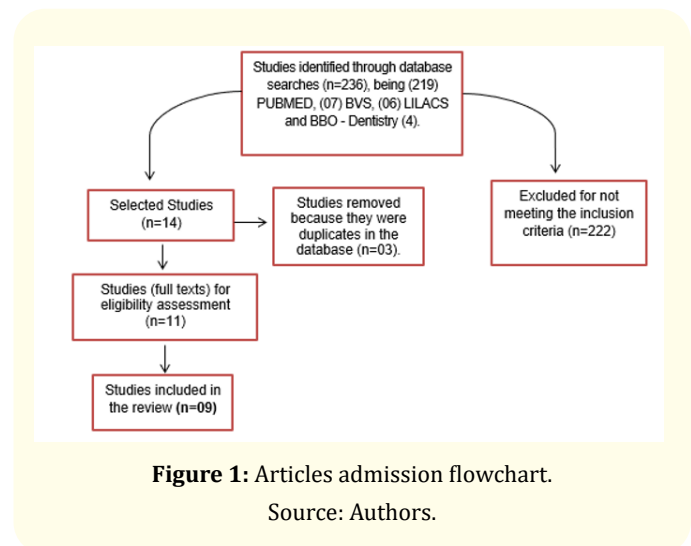 Studies identified through database
searches (n=236), being (219)
PUBMED, (07) BVS, (06) LILACS
and BBO - Dentistry (4).
Selected Studies
(n=14)
Studies removed
because they were
duplicates in the
database (n=03).
Excluded for not
meeting the inclusion
criteria (n=222)
Studies (full texts) for
eligibility assessment
(n=11)
Studies included in
the review (n=09)
Figure 1: Articles admission flowchart.
Source: Authors.